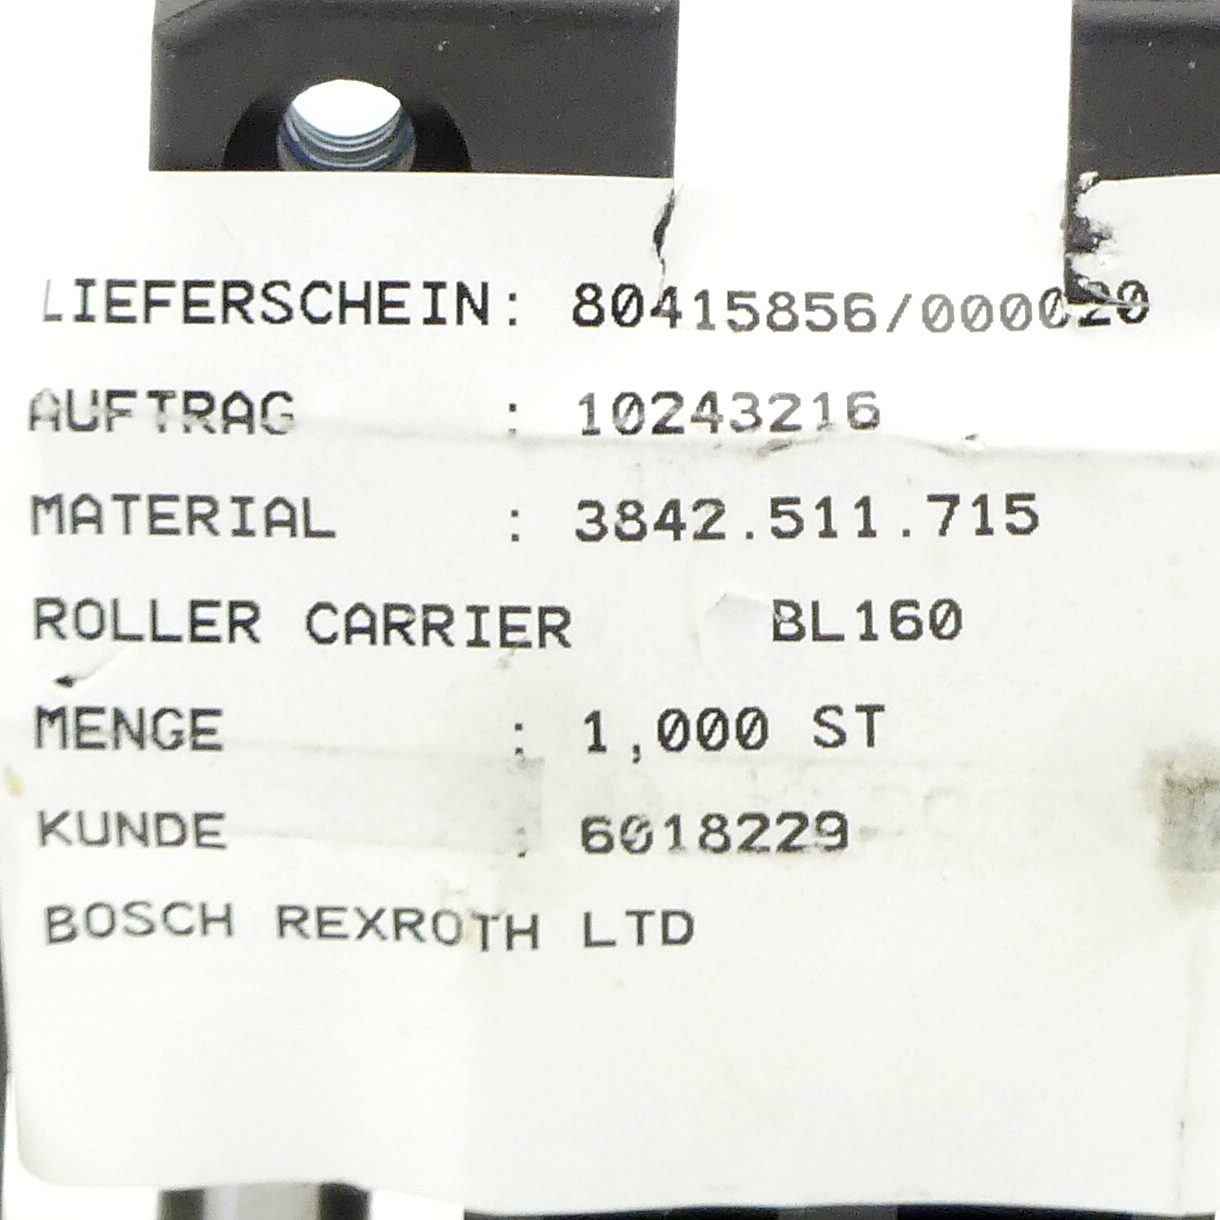 LIEFERSCHEIN: 80415856/000020
AUFTRAG : 10243216
MATERIAL : 3842.511.715
ROLLER CARRIER BL160
MENGE : 1,000 ST
KUNDE : 6018229
BOSCH REXROTH LTD